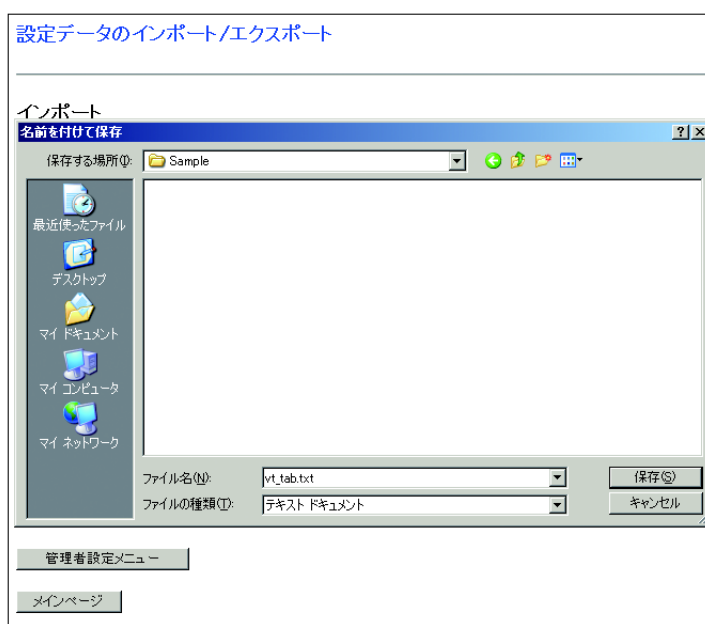 設定データのインポート/エクスポート
インポート
名前を付けて保存
保存する場所(I):
Sample
最近使ったファイル
デスクトップ
マイ ドキュメント
マイ コンピュータ
マイ ネットワーク
ファイル名(N):
vt_tab.txt
保存(S)
ファイルの種類(T):
テキスト ドキュメント
キャンセル
管理者設定メニュー
メインページ